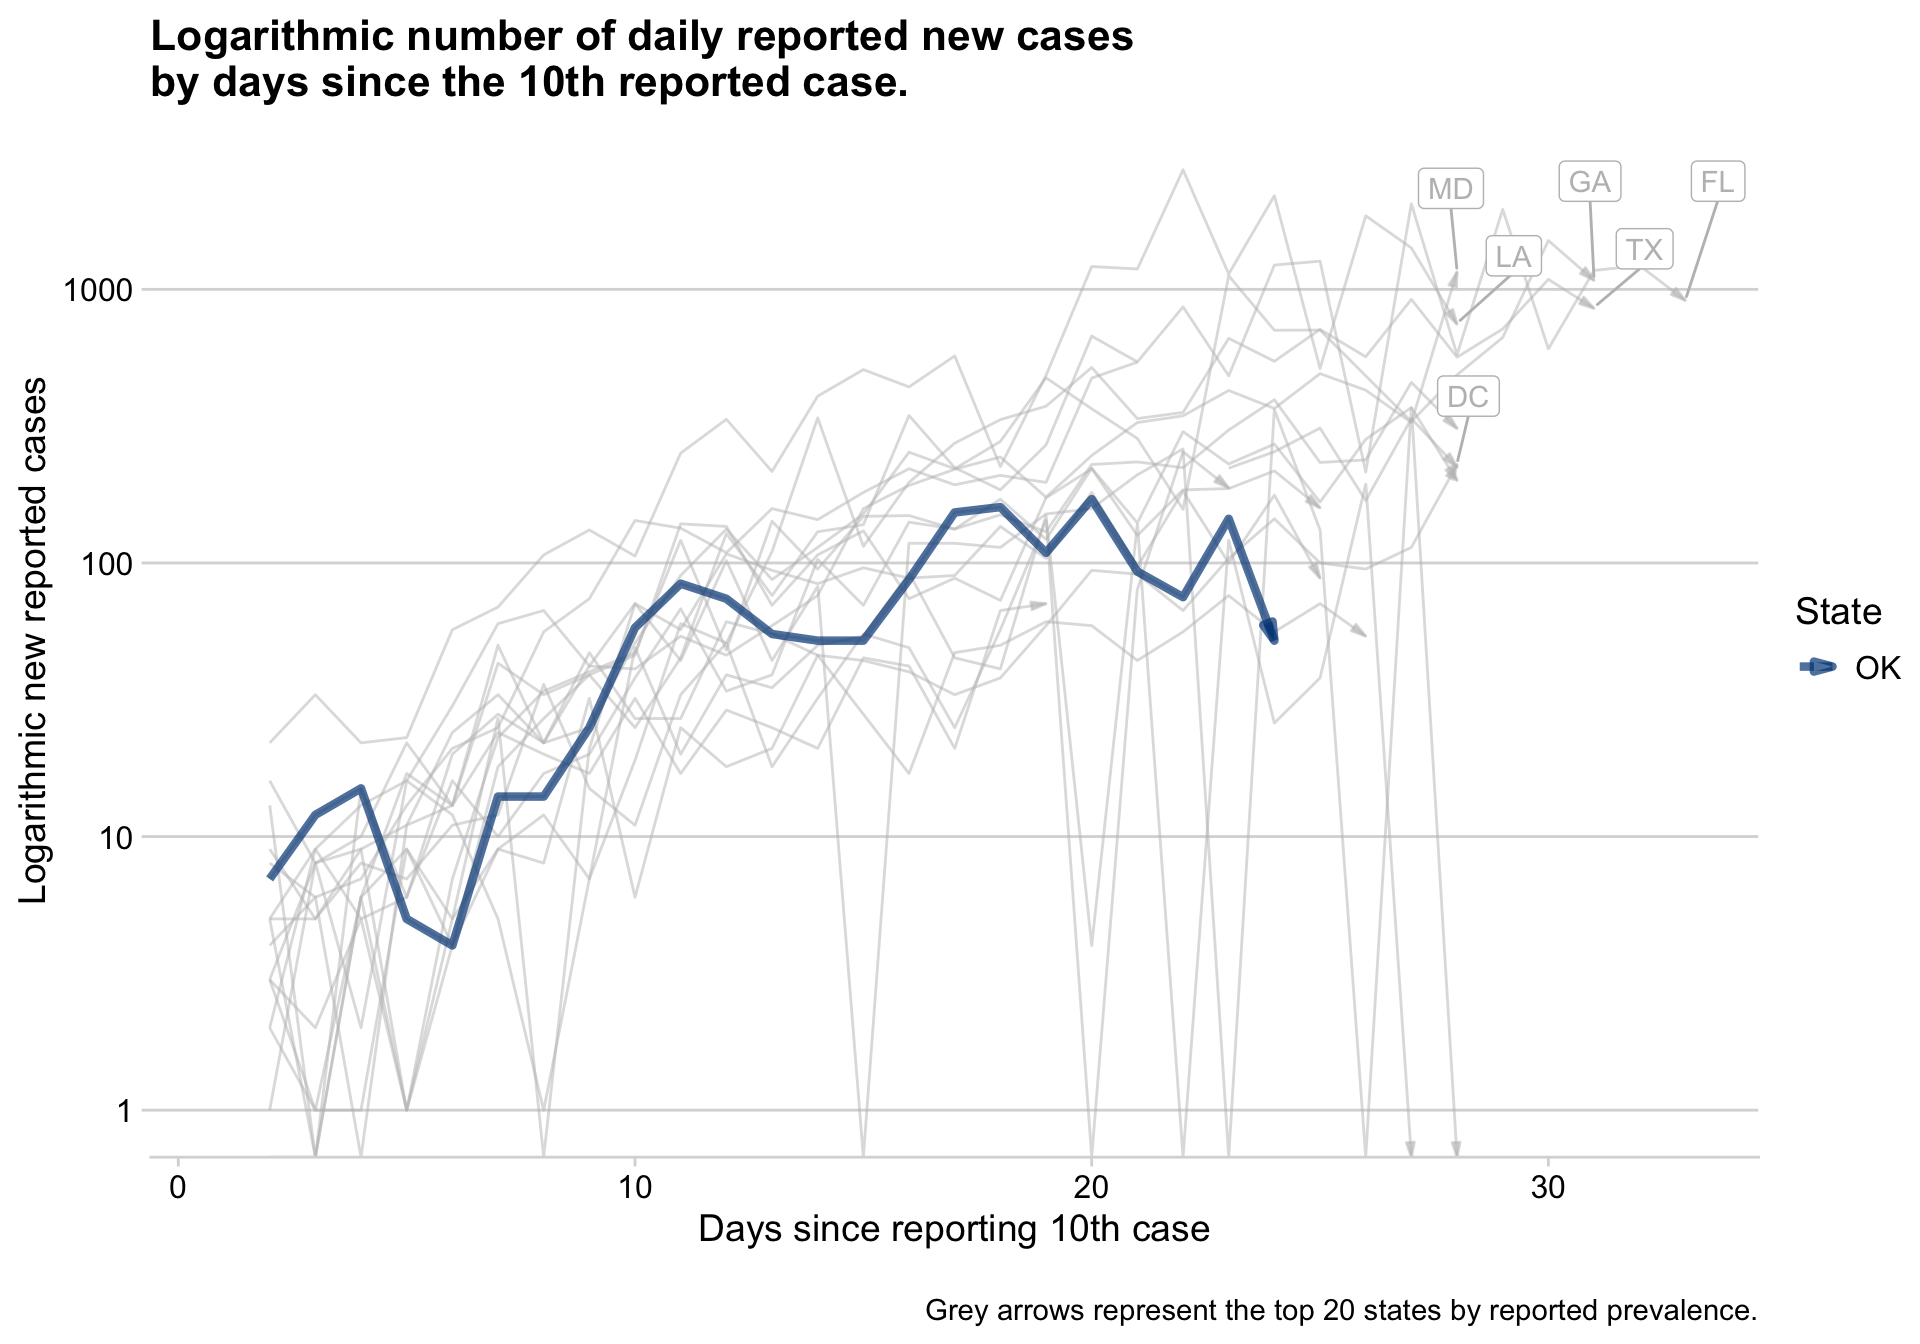 Logarithmic number of daily reported new cases
by days since the 10th reported case.
MD
GA
FL
LA
TX
DC
1000
100
10
1
Logarithmic new reported cases
0
10
20
30
Days since reporting 10th case
State
OK
Grey arrows represent the top 20 states by reported prevalence.